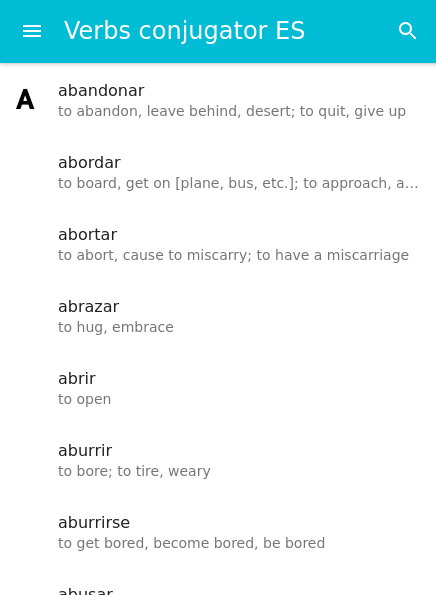 Verbs conjugator ES
A
abandonar
to abandon, leave behind, desert; to quit, give up
abordar
to board, get on [plane, bus, etc.]; to approach, a…
abortar
to abort, cause to miscarry; to have a miscarriage
abrazar
to hug, embrace
abrir
to open
aburrir
to bore; to tire, weary
aburrirse
to get bored, become bored, be bored
abusar